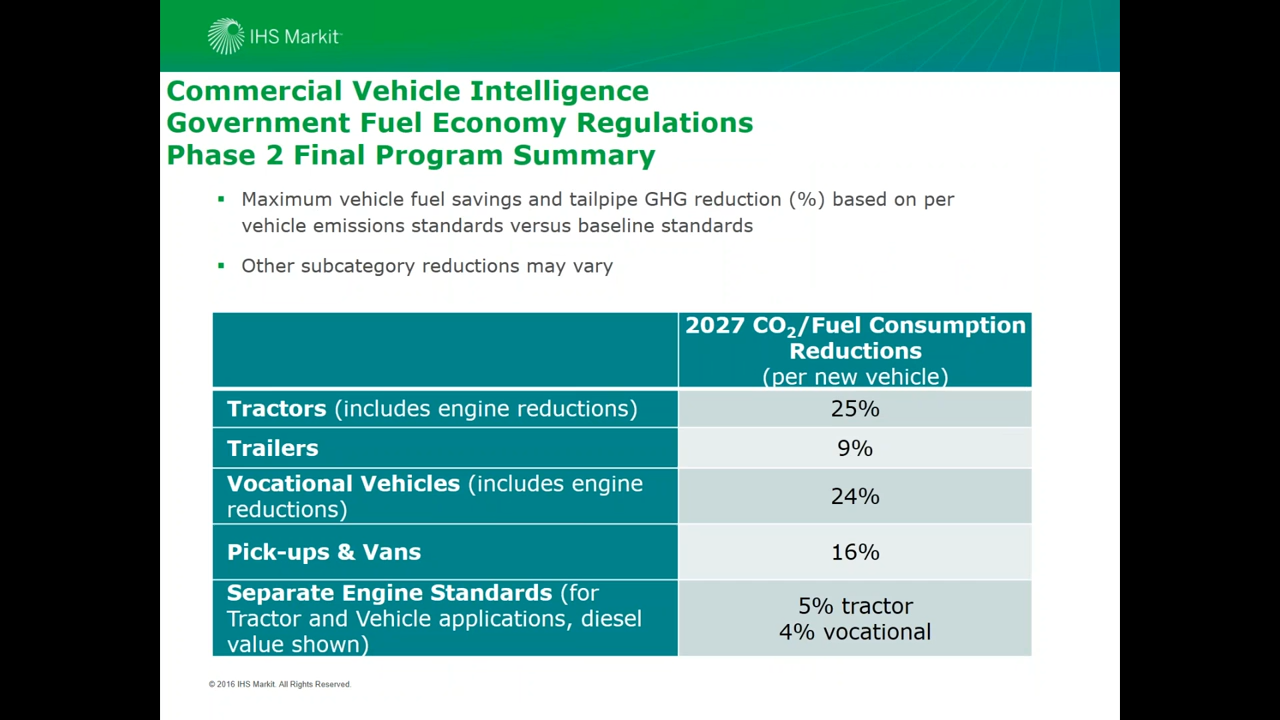 IHS Markit
Commercial Vehicle Intelligence
Government Fuel Economy Regulations
Phase 2 Final Program Summary
▪ Maximum vehicle fuel savings and tailpipe GHG reduction (%) based on per
vehicle emissions standards versus baseline standards
▪ Other subcategory reductions may vary
2027 CO₂/Fuel Consumption
Reductions
(per new vehicle)
Tractors (includes engine reductions) 25%
Trailers 9%
Vocational Vehicles (includes engine
reductions) 24%
Pick-ups & Vans 16%
Separate Engine Standards (for
Tractor and Vehicle applications, diesel
value shown)
5% tractor
4% vocational
© 2016 IHS Markit. All Rights Reserved.